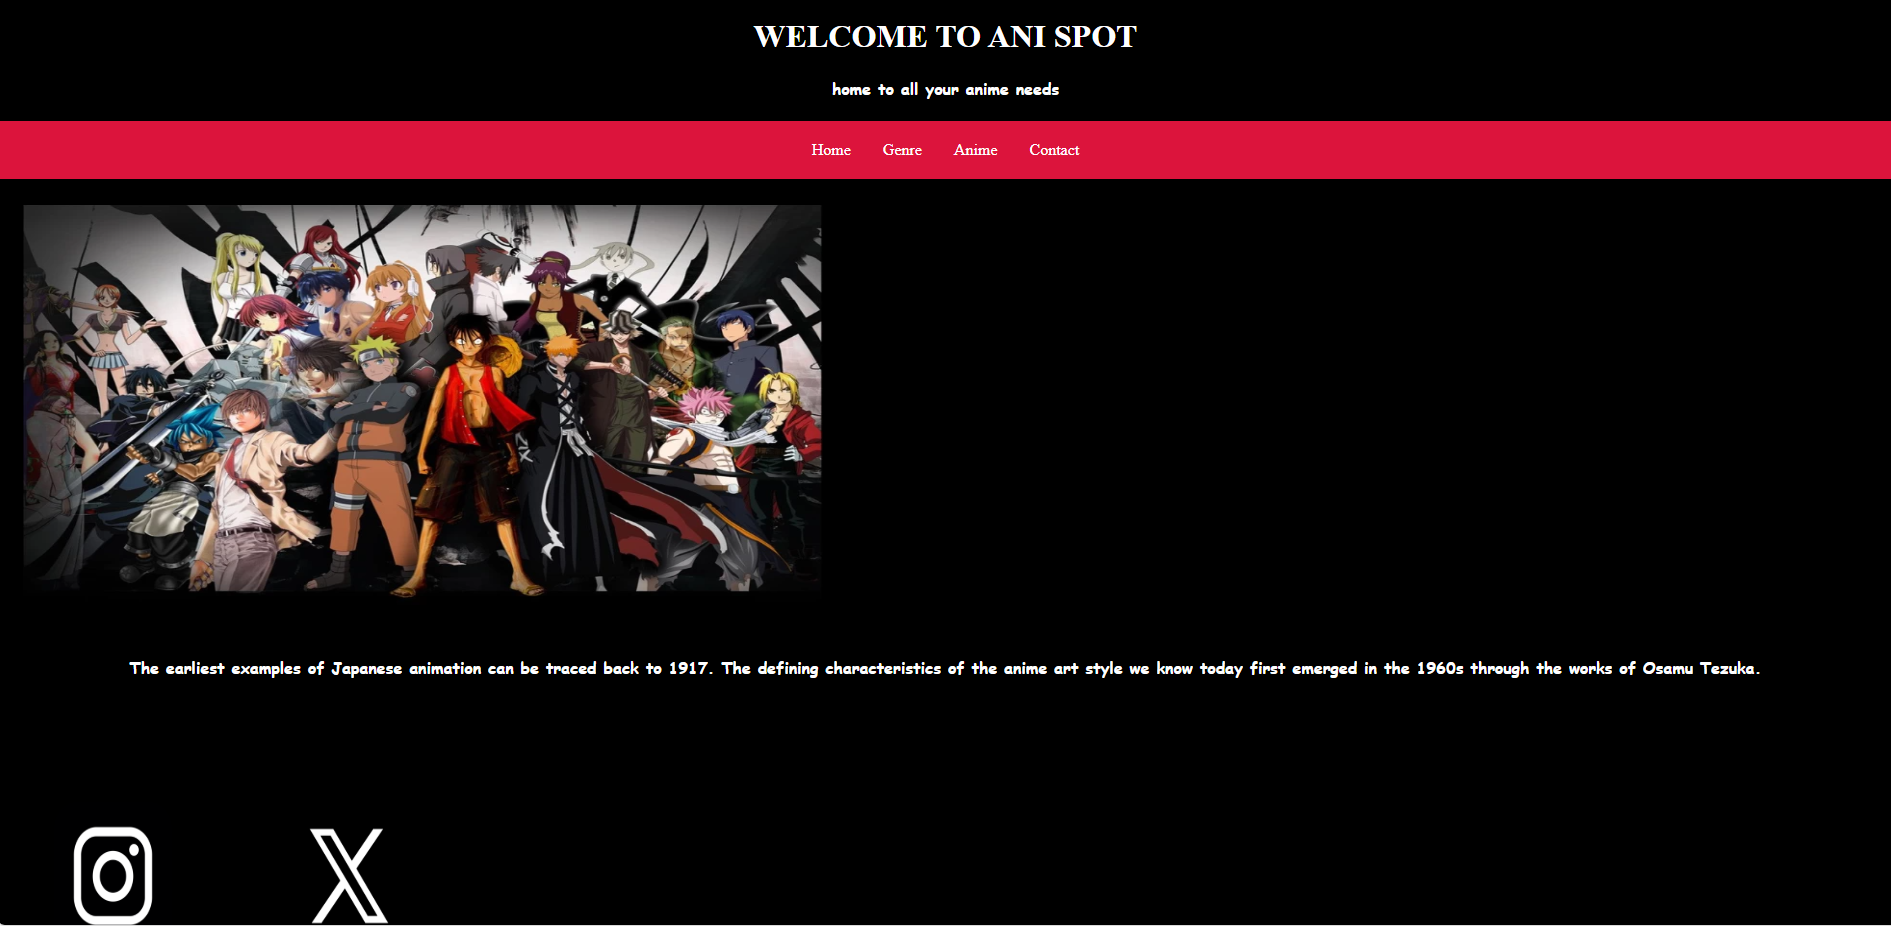 WELCOME TO ANI SPOT
home to all your anime needs
Home Genre Anime Contact
The earliest examples of Japanese animation can be traced back to 1917. The defining characteristics of the anime art style we know today first emerged in the 1960s through the works of Osamu Tezuka.